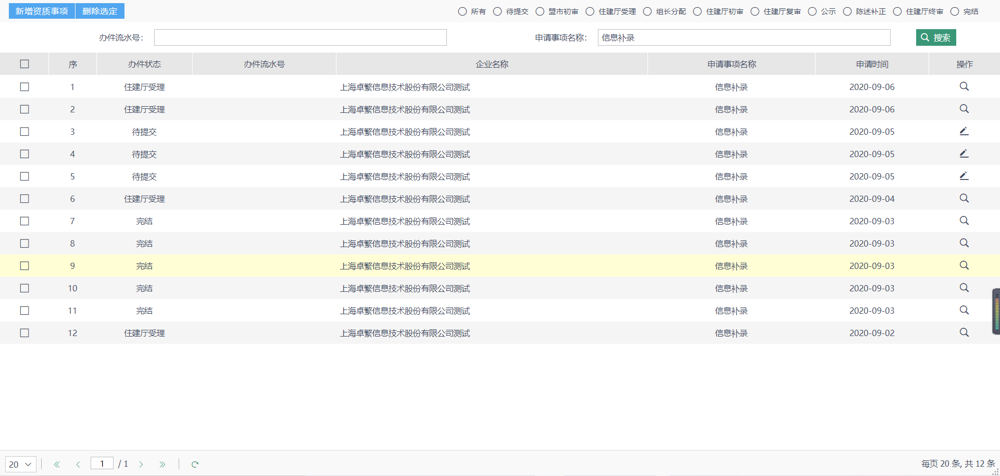 新增资质事项 删除选定 所有 待提交 盟市初审 住建厅受理 组长分配 住建厅初审 住建厅复审 公示 陈述补正 住建厅终审 完结
办件流水号： 申请事项名称： 信息补录 搜索
序 办件状态 办件流水号 企业名称 申请事项名称 申请时间 操作
1 住建厅受理 上海卓繁信息技术股份有限公司测试 信息补录 2020-09-06
2 住建厅受理 上海卓繁信息技术股份有限公司测试 信息补录 2020-09-06
3 待提交 上海卓繁信息技术股份有限公司测试 信息补录 2020-09-05
4 待提交 上海卓繁信息技术股份有限公司测试 信息补录 2020-09-05
5 待提交 上海卓繁信息技术股份有限公司测试 信息补录 2020-09-05
6 住建厅受理 上海卓繁信息技术股份有限公司测试 信息补录 2020-09-04
7 完结 上海卓繁信息技术股份有限公司测试 信息补录 2020-09-03
8 完结 上海卓繁信息技术股份有限公司测试 信息补录 2020-09-03
9 完结 上海卓繁信息技术股份有限公司测试 信息补录 2020-09-03
10 完结 上海卓繁信息技术股份有限公司测试 信息补录 2020-09-03
11 完结 上海卓繁信息技术股份有限公司测试 信息补录 2020-09-03
12 住建厅受理 上海卓繁信息技术股份有限公司测试 信息补录 2020-09-02
20 1 / 1 每页 20 条, 共 12 条